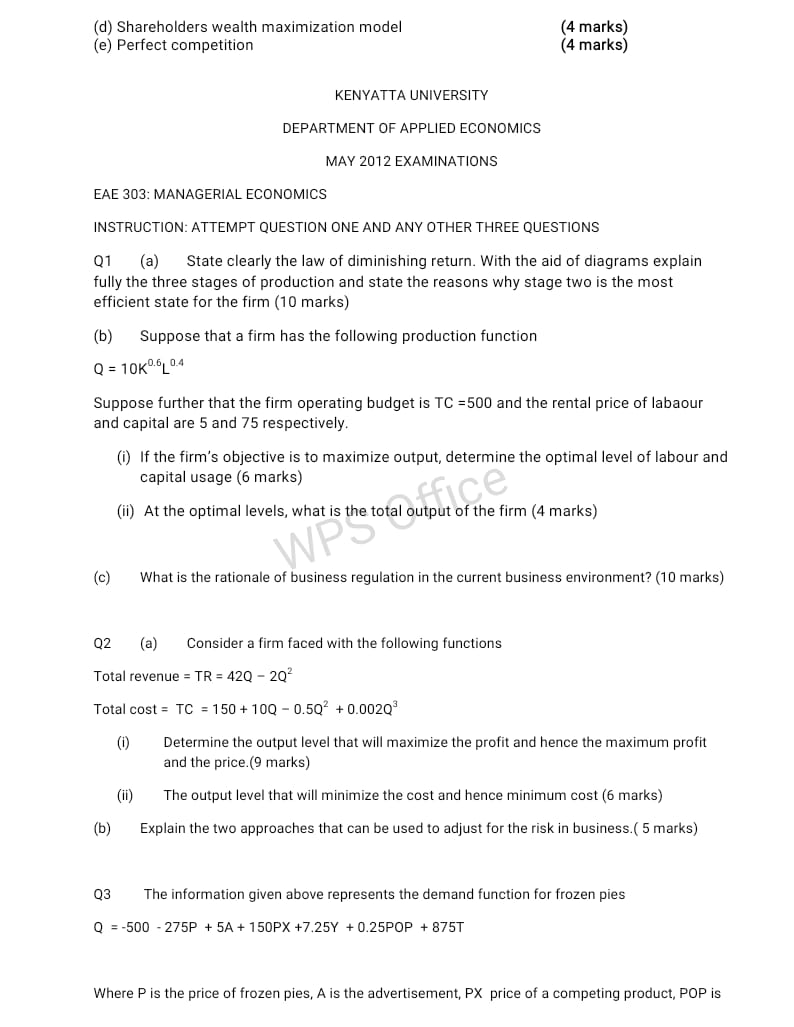 (d) Shareholders wealth maximization model (4 marks)
(e) Perfect competition (4 marks)
KENYATTA UNIVERSITY
DEPARTMENT OF APPLIED ECONOMICS
MAY 2012 EXAMINATIONS
EAE 303: MANAGERIAL ECONOMICS
INSTRUCTION: ATTEMPT QUESTION ONE AND ANY OTHER THREE QUESTIONS
Q1 (a) State clearly the law of diminishing return. With the aid of diagrams explain
fully the three stages of production and state the reasons why stage two is the most
efficient state for the firm (10 marks)
(b) Suppose that a firm has the following production function
Q = 10K^0.6 L^0.4
Suppose further that the firm operating budget is TC =500 and the rental price of labaour
and capital are 5 and 75 respectively.
(i) If the firm's objective is to maximize output, determine the optimal level of labour and
capital usage (6 marks)
(ii) At the optimal levels, what is the total output of the firm (4 marks)
WPS Office
(c) What is the rationale of business regulation in the current business environment? (10 marks)
Q2 (a) Consider a firm faced with the following functions
Total revenue = TR = 42Q – 2Q²
Total cost = TC = 150 + 10Q – 0.5Q² + 0.002Q³
(i) Determine the output level that will maximize the profit and hence the maximum profit
and the price.(9 marks)
(ii) The output level that will minimize the cost and hence minimum cost (6 marks)
(b) Explain the two approaches that can be used to adjust for the risk in business.( 5 marks)
Q3 The information given above represents the demand function for frozen pies
Q = -500 - 275P + 5A + 150PX +7.25Y + 0.25POP + 875T
Where P is the price of frozen pies, A is the advertisement, PX price of a competing product, POP is